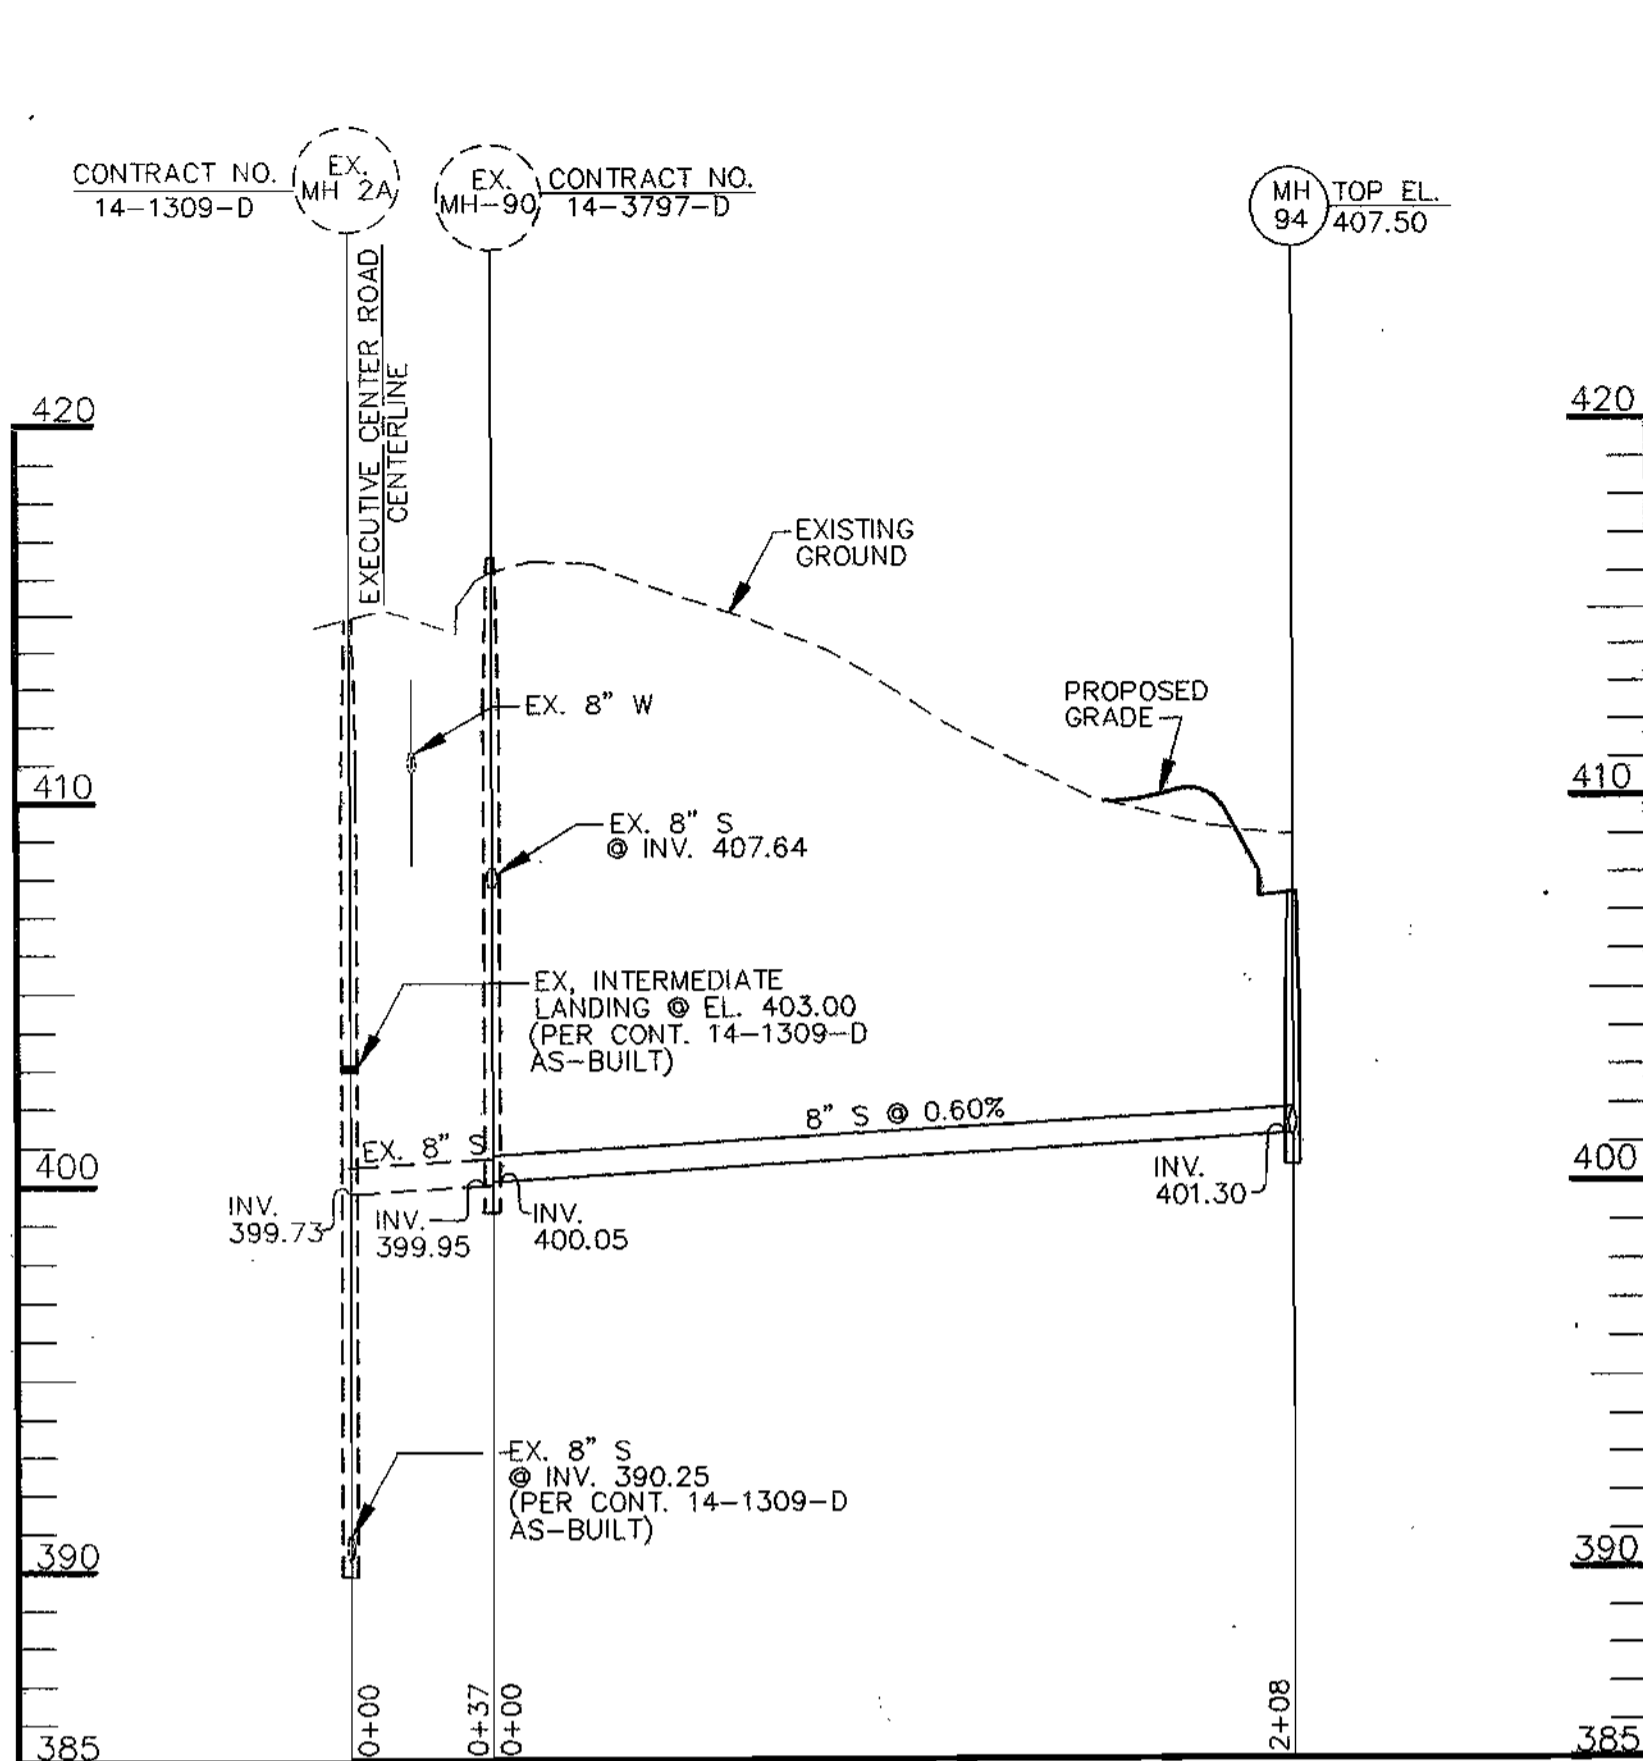 CONTRACT NO.
14-1309-D
EX.
MH 2A
EX.
MH-90
CONTRACT NO.
14-3797-D
MH
94
TOP EL.
407.50
EXECUTIVE CENTER ROAD
CENTERLINE
420
420
EXISTING
GROUND
PROPOSED
GRADE
EX. 8" W
410
410
EX. 8" S
@ INV. 407.64
EX. INTERMEDIATE
LANDING @ EL. 403.00
(PER CONT. 14-1309-D
AS-BUILT)
8" S @ 0.60%
EX. 8" S
400
400
INV.
399.73
INV.
399.95
INV.
400.05
INV.
401.30
EX. 8" S
@ INV. 390.25
(PER CONT. 14-1309-D
AS-BUILT)
390
390
0+00
0+37
0+00
2+08
385
385